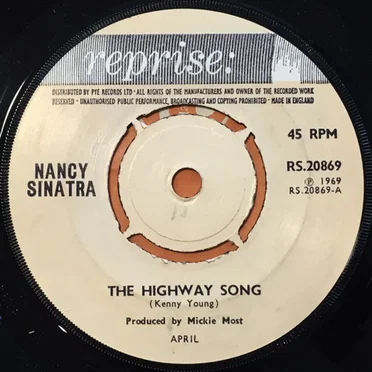 reprise:
DISTRIBUTED BY PYE RECORDS LTD · ALL RIGHTS OF THE MANUFACTURERS AND OWNER OF THE RECORDED WORK
RESERVED · UNAUTHORISED PUBLIC PERFORMANCE, BROADCASTING AND COPYING PROHIBITED · MADE IN ENGLAND
45 RPM
NANCY
SINATRA
RS.20869
℗ 1969
RS.20869-A
THE HIGHWAY SONG
(Kenny Young)
Produced by Mickie Most
APRIL